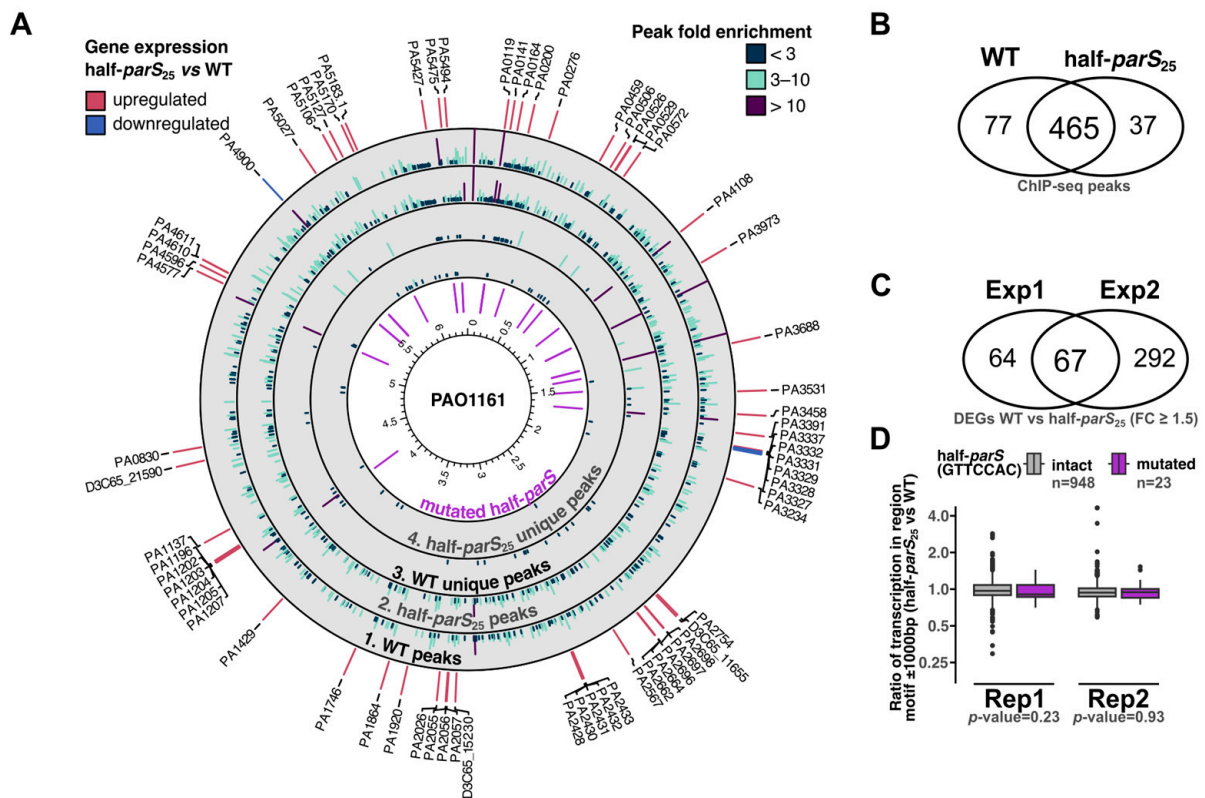 A
Gene expression
half-parS25 vs WT
upregulated
downregulated
Peak fold enrichment
< 3
3–10
> 10
PA5427
PA5475
PA5494
PA0119
PA0141
PA0164
PA0200
PA0276
PA0459
PA0506
PA0526
PA0529
PA0572
PA4108
PA3973
PA3688
PA3531
PA3458
PA3391
PA3337
PA3332
PA3331
PA3329
PA3328
PA3327
PA3234
PA2754
D3C65_11655
PA2698
PA2697
PA2696
PA2664
PA2662
PA2567
PA2433
PA2432
PA2431
PA2430
PA2428
D3C65_15230
PA2057
PA2056
PA2055
PA2026
PA1920
PA1864
PA1746
PA1429
PA1207
PA1205
PA1204
PA1203
PA1202
PA1196
PA1137
D3C65_21590
PA0830
PA4577
PA4596
PA4610
PA4611
PA4900
PA5027
PA5106
PA5127
PA5170
PA5183.1
0
0.5
1
1.5
2
2.5
3
3.5
4
4.5
5
5.5
6
PAO1161
mutated half-parS
4. half-parS25 unique peaks
3. WT unique peaks
2. half-parS25 peaks
1. WT peaks
B
WT half-parS25
77 465 37
ChIP-seq peaks
C
Exp1 Exp2
64 67 292
DEGs WT vs half-parS25 (FC ≥ 1.5)
D
half-parS
(GTTCCAC)
intact
n=948
mutated
n=23
Ratio of transcription in region
motif ±1000bp (half-parS25 vs WT)
4.0
2.0
1.0
0.5
0.25
Rep1 Rep2
p-value=0.23 p-value=0.93